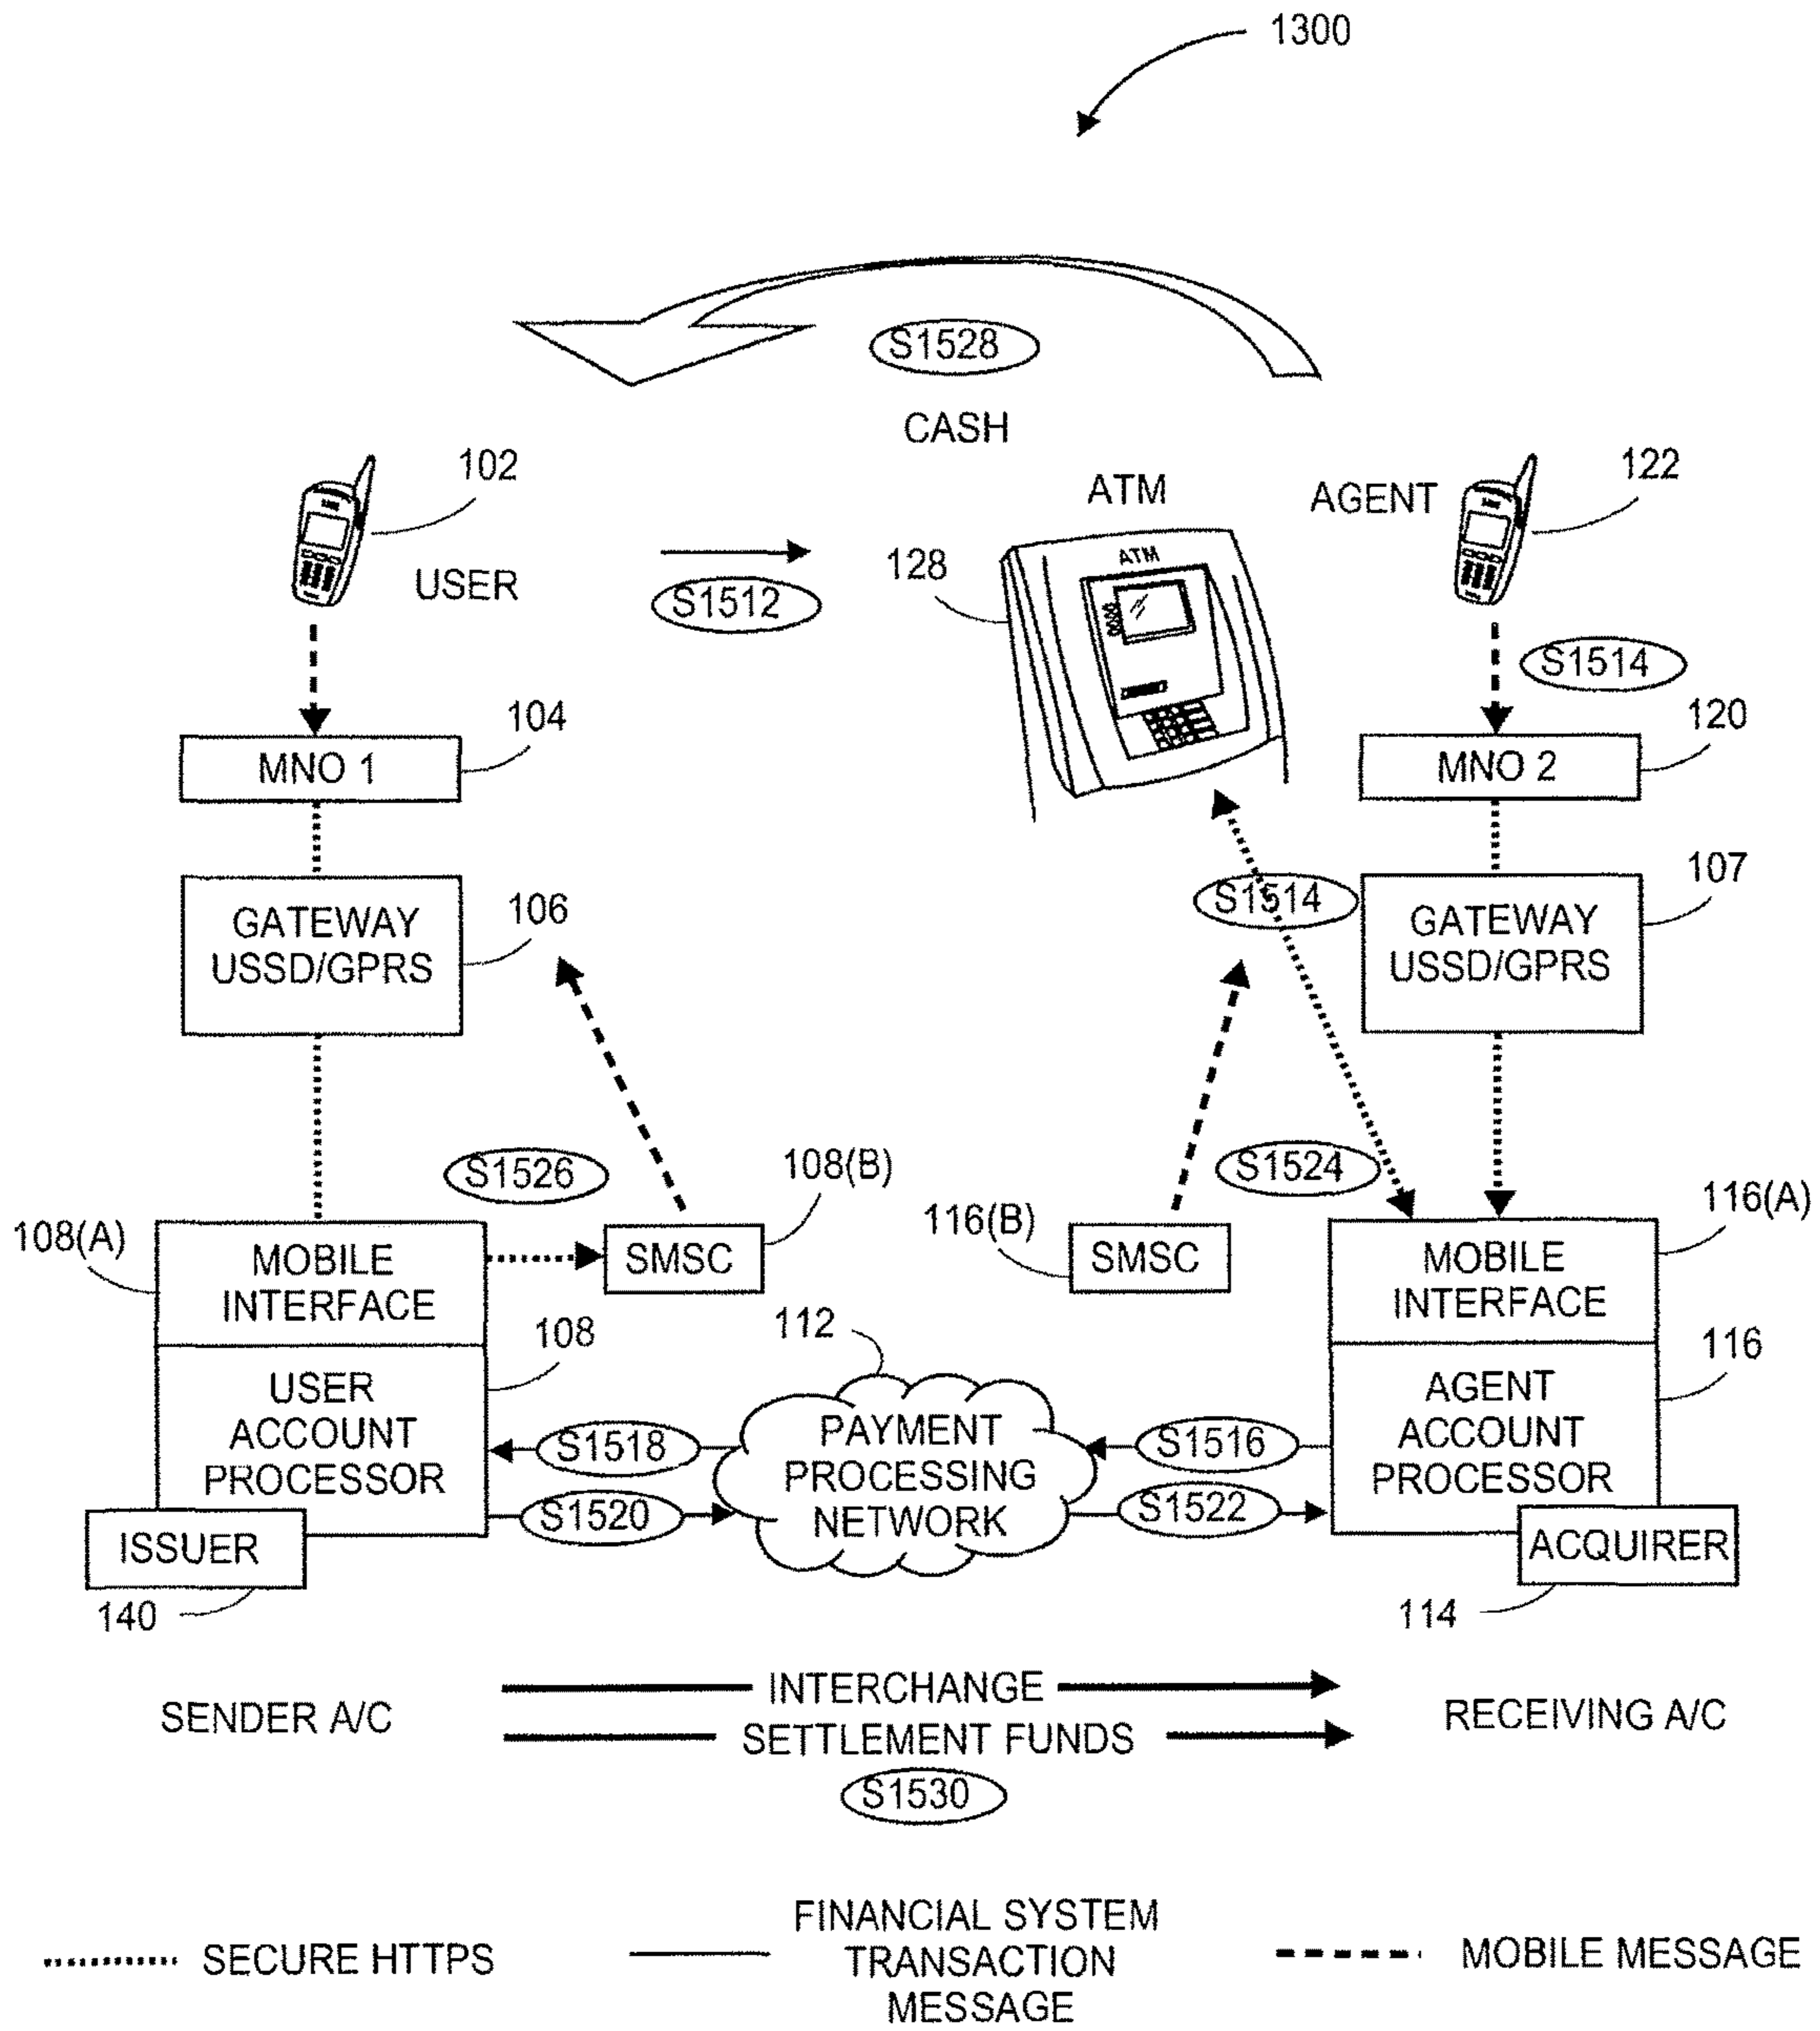 1300
S1528
CASH
102
ATM
AGENT
122
USER
S1512
128
ATM
S1514
104
MNO 1
120
MNO 2
106
GATEWAY
USSD/GPRS
S1514
107
GATEWAY
USSD/GPRS
S1526
108(B)
S1524
108(A)
MOBILE
INTERFACE
SMSC
116(B)
SMSC
116(A)
MOBILE
INTERFACE
108
112
116
USER
ACCOUNT
PROCESSOR
S1518
S1520
PAYMENT
PROCESSING
NETWORK
S1516
S1522
AGENT
ACCOUNT
PROCESSOR
ISSUER
ACQUIRER
140
114
SENDER A/C
INTERCHANGE
SETTLEMENT FUNDS
RECEIVING A/C
S1530
SECURE HTTPS
FINANCIAL SYSTEM
TRANSACTION
MESSAGE
MOBILE MESSAGE